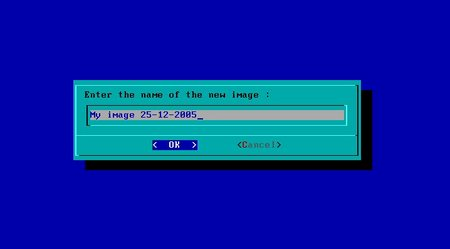 Enter the name of the new image :
My image 25-12-2005_
< OK > <Cancel>